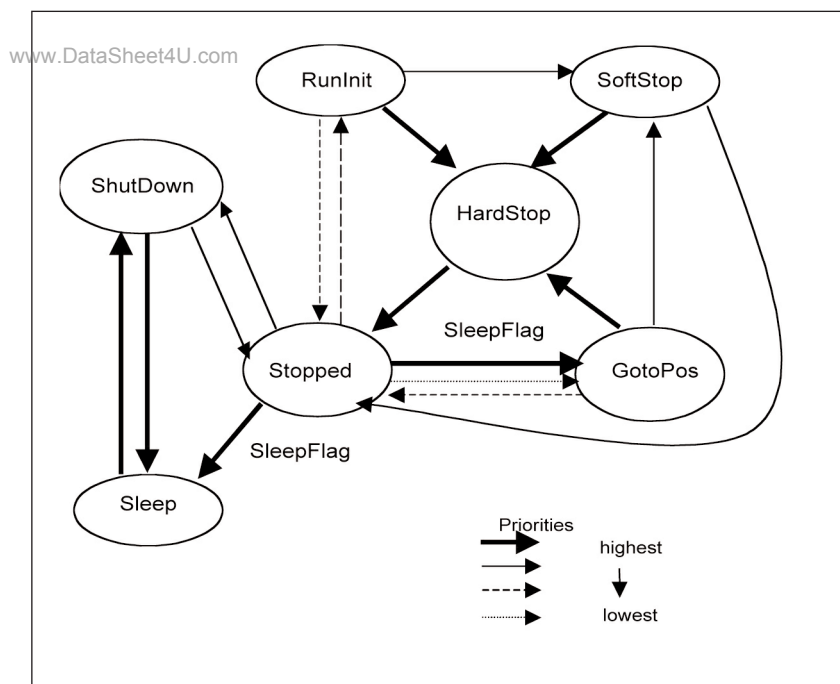 www.DataSheet4U.com
RunInit
SoftStop
ShutDown
HardStop
SleepFlag
Stopped
GotoPos
SleepFlag
Sleep
Priorities
highest
lowest